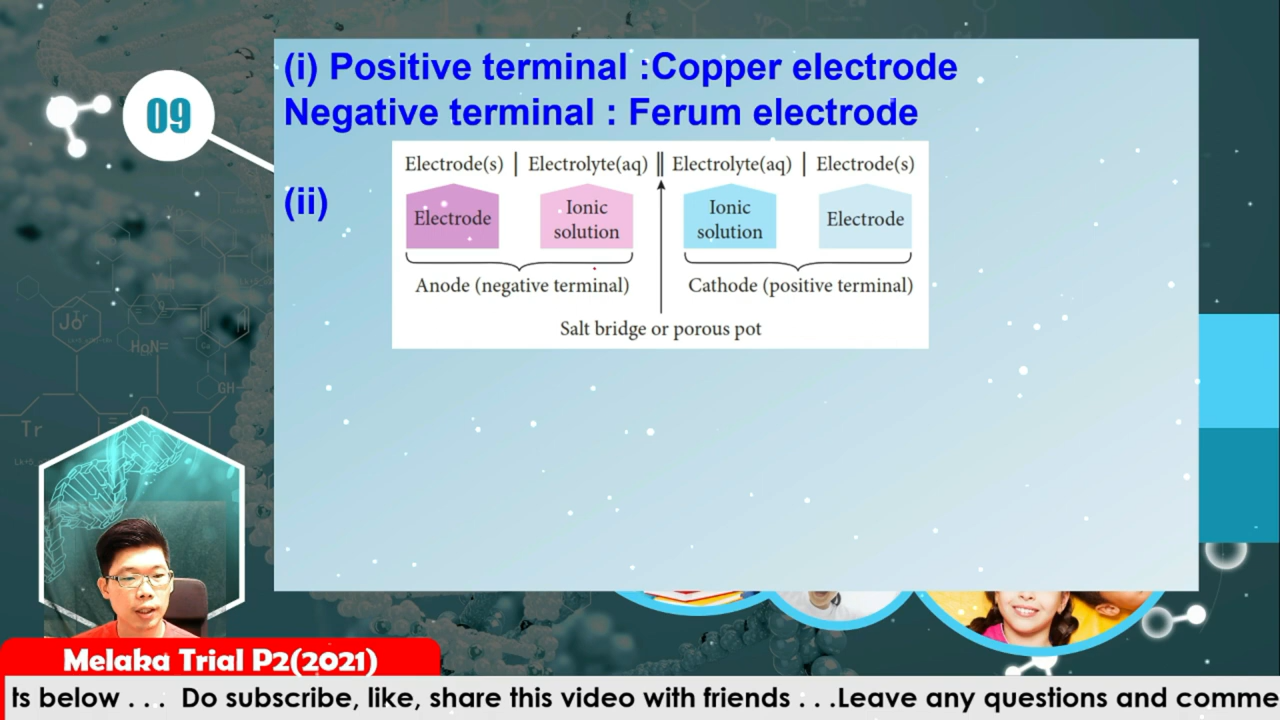 09
(i) Positive terminal :Copper electrode
Negative terminal : Ferum electrode
(ii)
Electrode(s) | Electrolyte(aq) || Electrolyte(aq) | Electrode(s)
Electrode
Ionic
solution
Ionic
solution
Electrode
Anode (negative terminal)
Cathode (positive terminal)
Salt bridge or porous pot
Tr
Melaka Trial P2(2021)
ts below . . . Do subscribe, like, share this video with friends . . .Leave any questions and comme